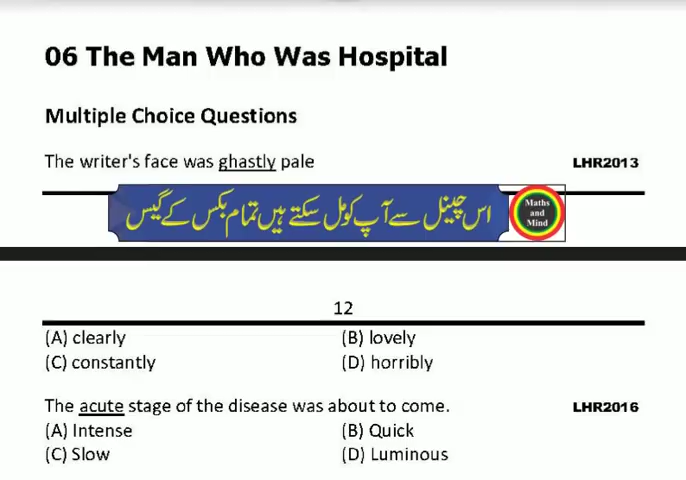 06 The Man Who Was Hospital
Multiple Choice Questions
The writer's face was ghastly pale LHR2013
اس چینل سے آپ کو مل سکتے ہیں تمام بکس کے گیس
Maths
and
Mind
12
(A) clearly (B) lovely
(C) constantly (D) horribly
The acute stage of the disease was about to come. LHR2016
(A) Intense (B) Quick
(C) Slow (D) Luminous